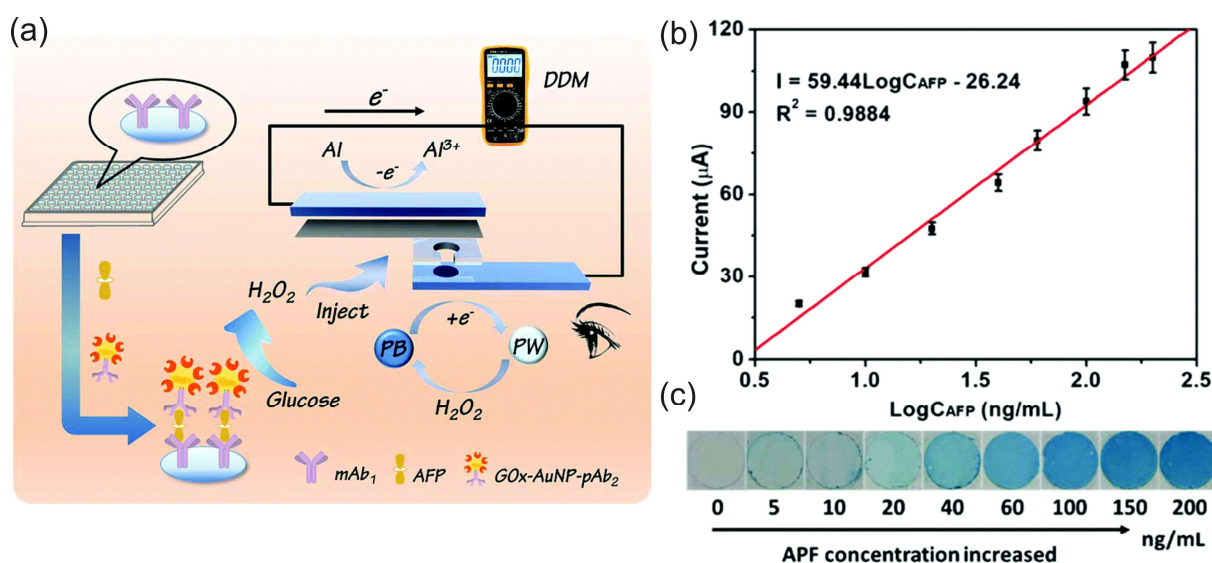 (a)
0000
DDM
e-
Al
Al3+
-e-
H2O2
Inject
+e-
PB
PW
Glucose
H2O2
mAb1
AFP
GOx-AuNP-pAb2
(b)
120
90
60
30
0
Current (μA)
I = 59.44LogCAFP - 26.24
R2 = 0.9884
0.5 1.0 1.5 2.0 2.5
LogCAFP (ng/mL)
(c)
0 5 10 20 40 60 100 150 200
ng/mL
APF concentration increased